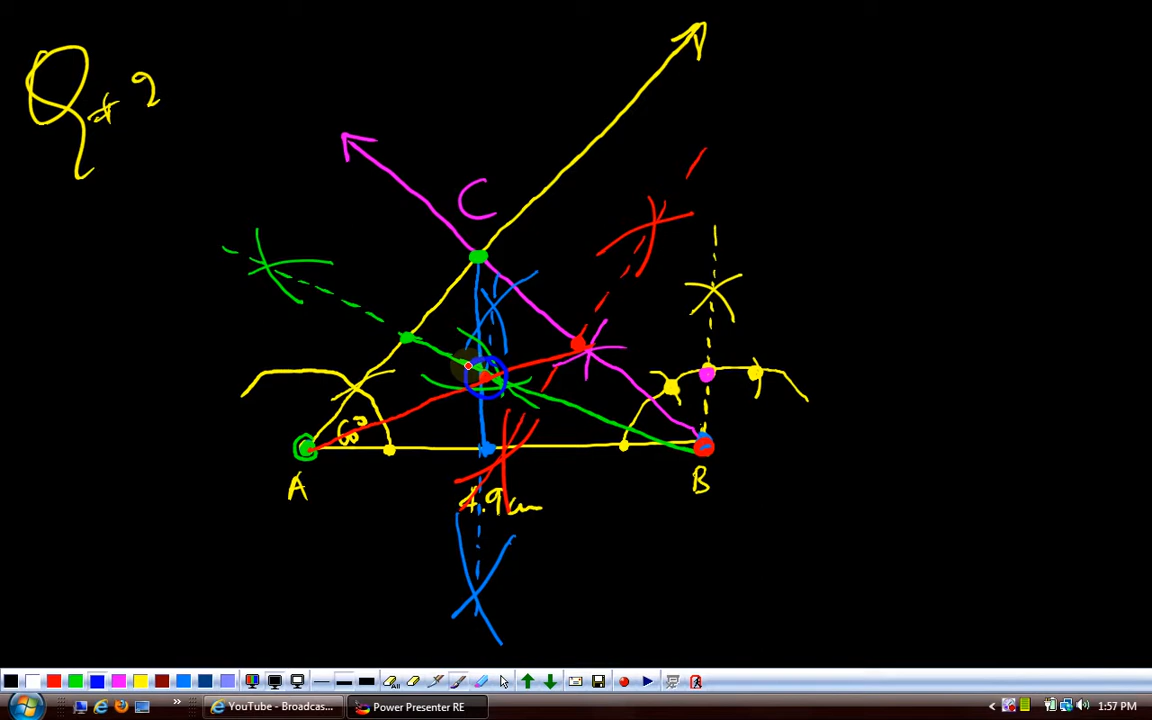 Q # 2
C
60°
A
B
4.9cm
YouTube - Broadcas...
Power Presenter RE
1:57 PM